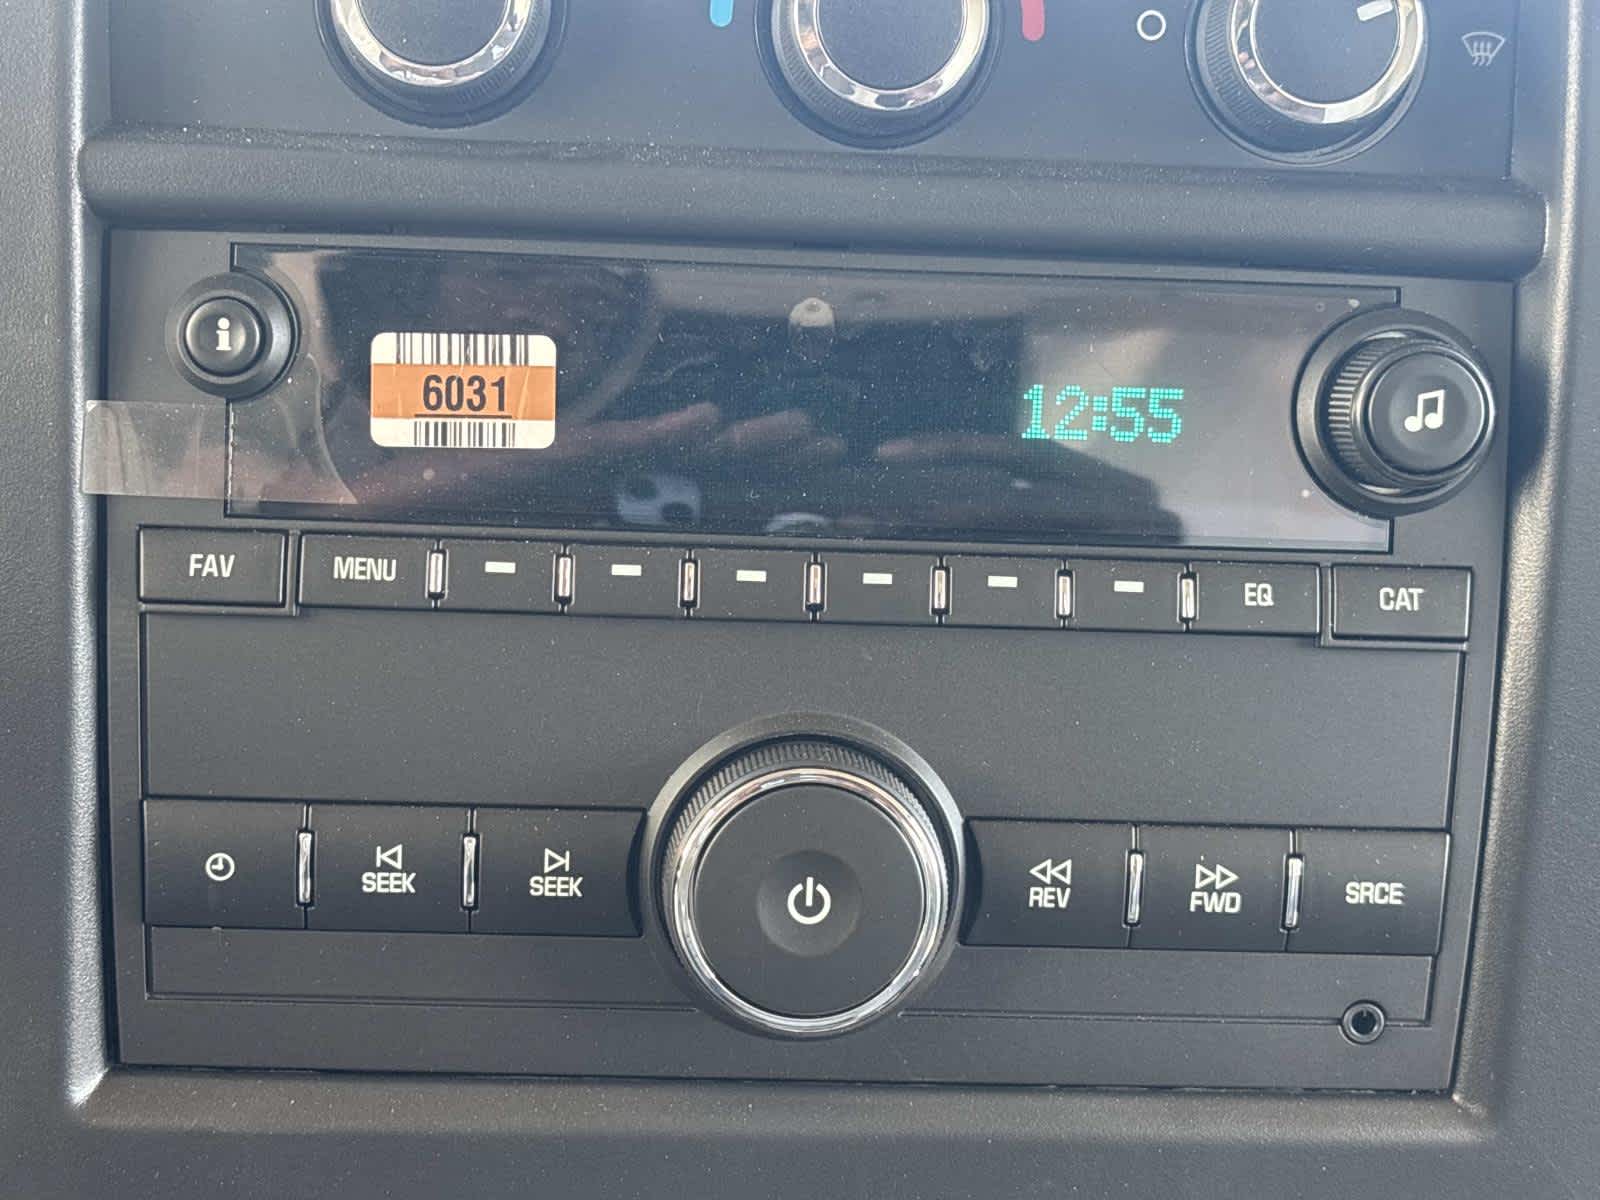 i
6031
12:55
FAV
MENU
EQ
CAT
SEEK
SEEK
REV
FWD
SRCE